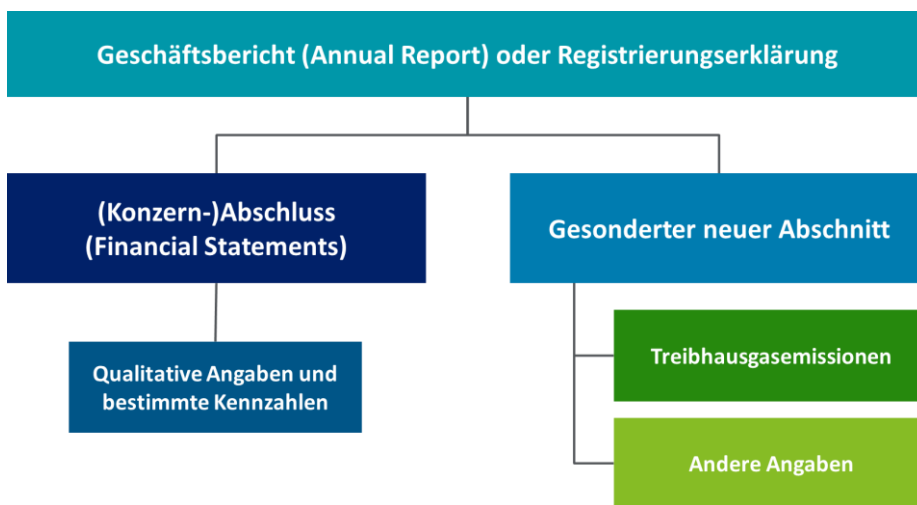 Geschäftsbericht (Annual Report) oder Registrierungserklärung
(Konzern-)Abschluss
(Financial Statements)
Gesonderter neuer Abschnitt
Qualitative Angaben und
bestimmte Kennzahlen
Treibhausgasemissionen
Andere Angaben